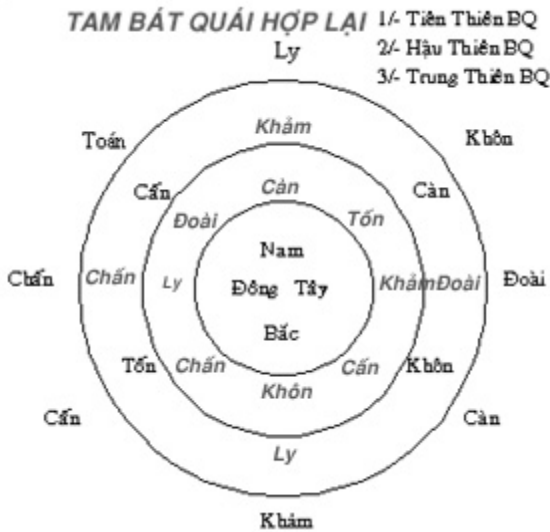 TAM BÁT QUÁI HỢP LẠI
1/- Tiên Thiên BQ
2/- Hậu Thiên BQ
3/- Trung Thiên BQ
Ly
Toán
Khảm
Khôn
Cấn
Càn
Càn
Đoài
Tốn
Nam
Chấn
Chấn
Ly
Đông Tây
Khảm
Đoài
Đoài
Bắc
Tốn
Chấn
Cấn
Khôn
Khôn
Cấn
Càn
Ly
Khảm